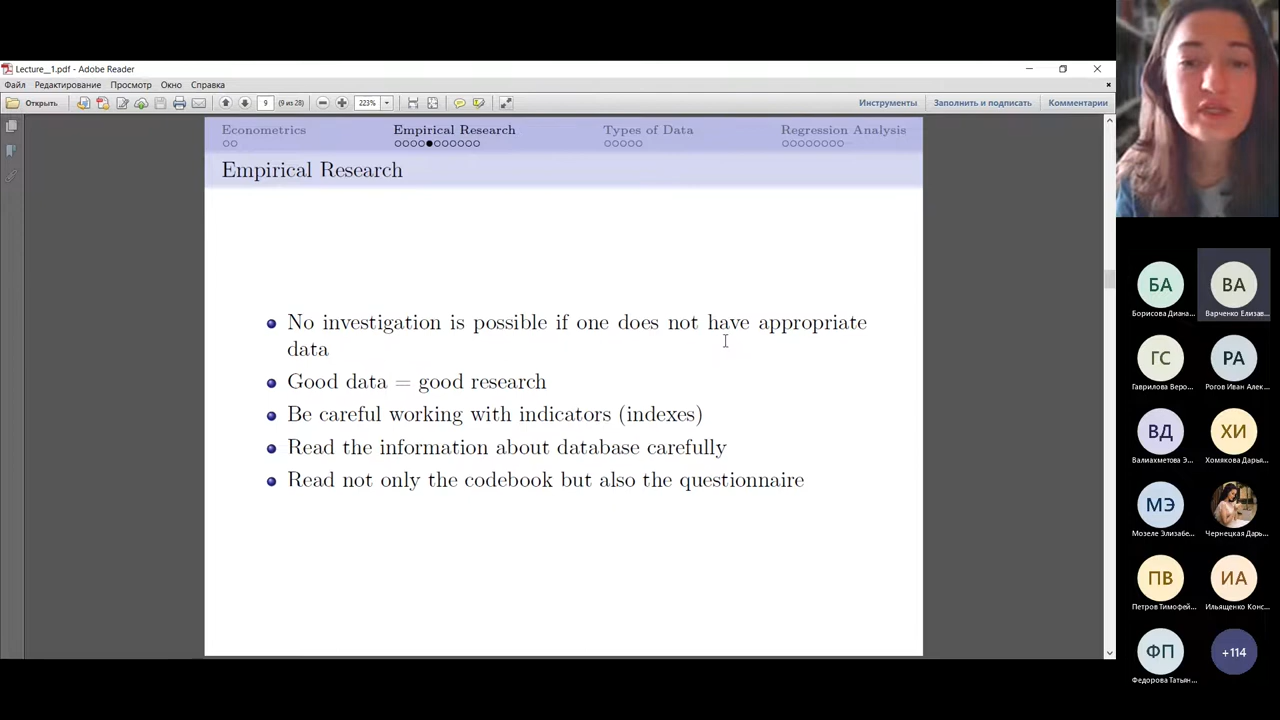 Lecture__1.pdf - Adobe Reader
Файл Редактирование Просмотр Окно Справка
Открыть 9 (9 из 28) 223% Инструменты Заполнить и подписать Комментарии
Econometrics Empirical Research Types of Data Regression Analysis
Empirical Research
No investigation is possible if one does not have appropriate
data
Good data = good research
Be careful working with indicators (indexes)
Read the information about database carefully
Read not only the codebook but also the questionnaire
БА ВА
Борисова Диана... Варченко Елизав...
ГС РА
Гаврилова Веро... Рогов Иван Алек...
ВД ХИ
Валиахметова Э... Хомякова Дарья...
МЭ
Мозеле Элизабе... Чернецкая Дарь...
ПВ ИА
Петров Тимофей... Ильященко Конс...
ФП +114
Федорова Татья...